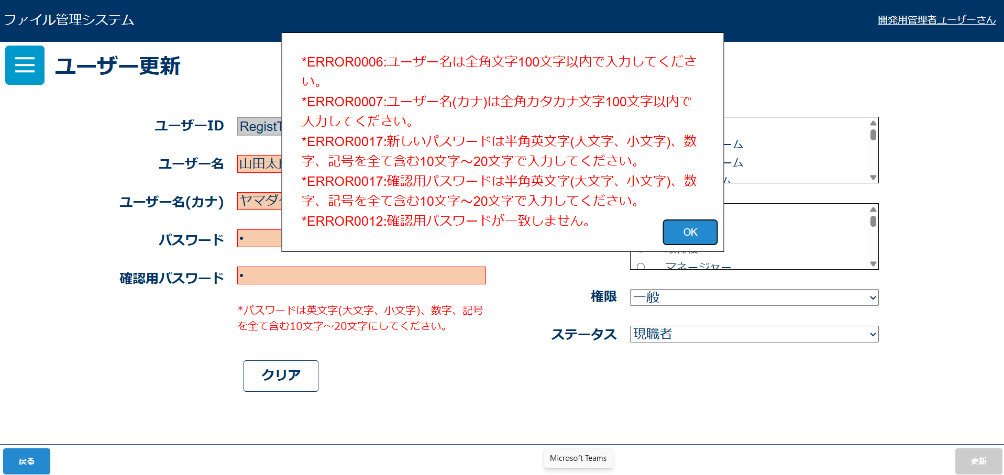 ファイル管理システム
開発用管理者ユーザーさん
ユーザー更新
*ERROR0006:ユーザー名は全角文字100文字以内で入力してくださ
い。
*ERROR0007:ユーザー名(カナ)は全角カタカナ文字100文字以内で
入力してください。
*ERROR0017:新しいパスワードは半角英文字(大文字、小文字)、数
字、記号を全て含む10文字～20文字で入力してください。
*ERROR0017:確認用パスワードは半角英文字(大文字、小文字)、数
字、記号を全て含む10文字～20文字で入力してください。
*ERROR0012:確認用パスワードが一致しません。
OK
ユーザーID
ユーザー名
山田太
ユーザー名(カナ)
ヤマダ
パスワード
確認用パスワード
*パスワードは英文字(大文字、小文字)、数字、記号
を全て含む10文字～20文字にしてください。
クリア
ーム
ーム
マネージャー
権限
一般
ステータス
現職者
戻る
Microsoft Teams
更新